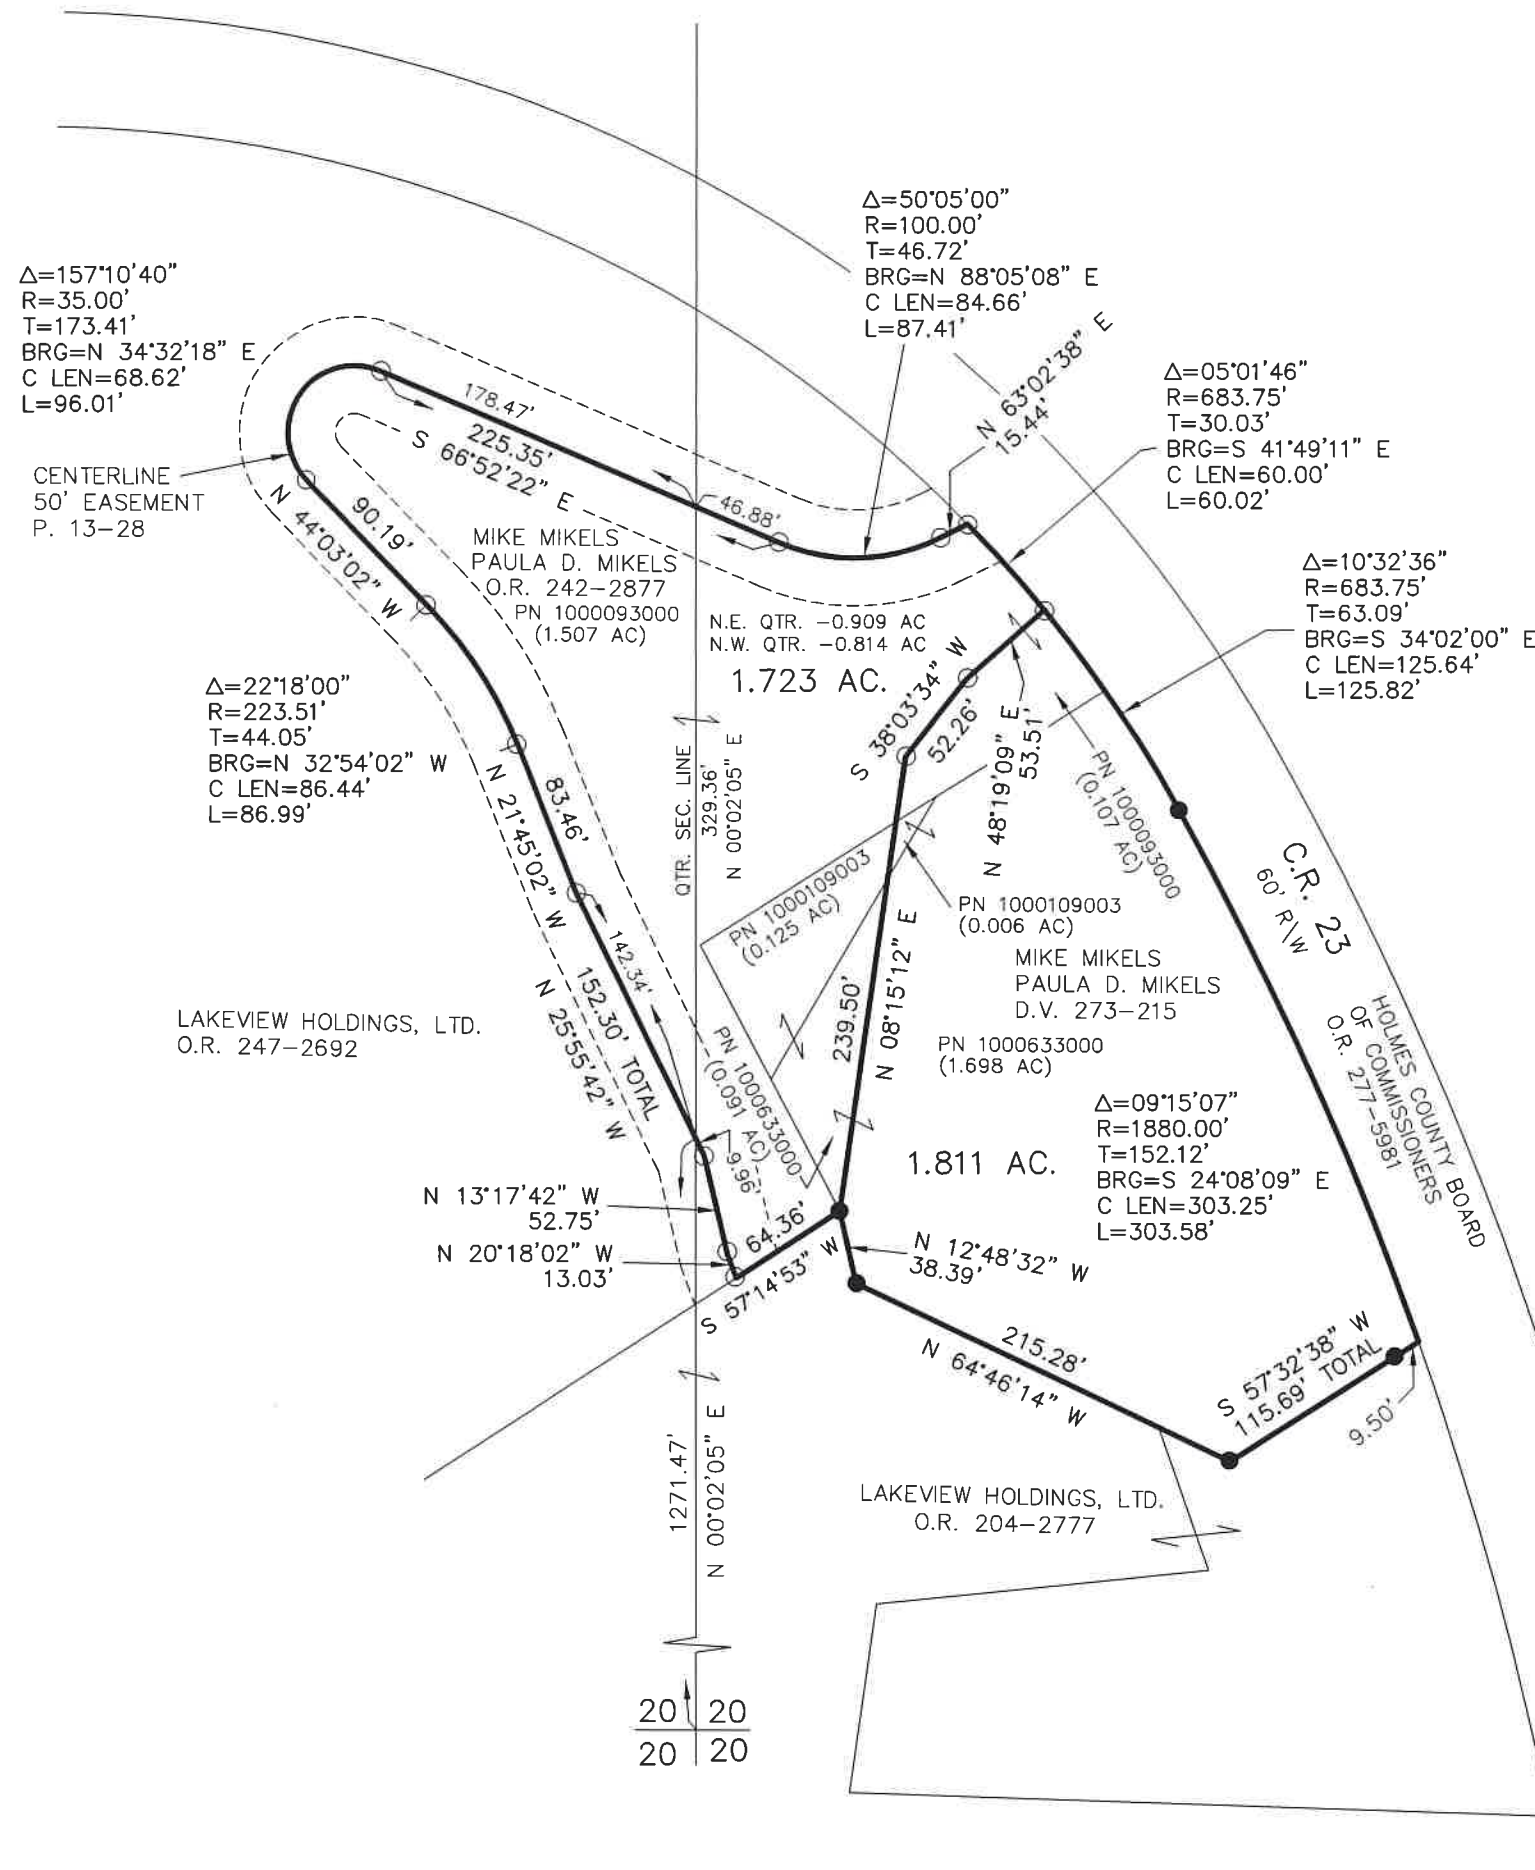 Δ=50°05'00"
R=100.00'
T=46.72'
BRG=N 88°05'08" E
C LEN=84.66'
L=87.41'
Δ=157°10'40"
R=35.00'
T=173.41'
BRG=N 34°32'18" E
C LEN=68.62'
L=96.01'
N 63°02'38" E
15.44'
Δ=05°01'46"
R=683.75'
T=30.03'
BRG=S 41°49'11" E
C LEN=60.00'
L=60.02'
178.47'
225.35'
S 66°52'22" E
46.88'
CENTERLINE
50' EASEMENT
P. 13-28
90.19'
N 44°03'02" W
MIKE MIKELS
PAULA D. MIKELS
O.R. 242-2877
PN 1000093000
(1.507 AC)
N.E. QTR. -0.909 AC
N.W. QTR. -0.814 AC
1.723 AC.
Δ=10°32'36"
R=683.75'
T=63.09'
BRG=S 34°02'00" E
C LEN=125.64'
L=125.82'
Δ=22°18'00"
R=223.51'
T=44.05'
BRG=N 32°54'02" W
C LEN=86.44'
L=86.99'
S 38°03'34" W
52.26'
N 48°19'09" E
53.51'
PN 1000093000
(0.107 AC)
83.46'
N 21°45'02" W
QTR. SEC. LINE
329.36'
N 00°02'05" E
C.R. 23
60' R\W
PN 1000109003
(0.125 AC)
PN 1000109003
(0.006 AC)
MIKE MIKELS
PAULA D. MIKELS
D.V. 273-215
PN 1000633000
(1.698 AC)
142.34'
152.30' TOTAL
N 25°55'42" W
LAKEVIEW HOLDINGS, LTD.
O.R. 247-2692
239.50'
N 08°15'12" E
HOLMES COUNTY BOARD
OF COMMISSIONERS
O.R. 277-5981
PN 1000633000
(0.091 AC)
9.96'
1.811 AC.
Δ=09°15'07"
R=1880.00'
T=152.12'
BRG=S 24°08'09" E
C LEN=303.25'
L=303.58'
N 13°17'42" W
52.75'
N 20°18'02" W
13.03'
64.36'
S 57°14'53" W
N 12°48'32" W
38.39'
215.28'
N 64°46'14" W
S 57°32'38" W
115.69' TOTAL
9.50'
1271.47'
N 00°02'05" E
LAKEVIEW HOLDINGS, LTD.
O.R. 204-2777
20 20
20 20